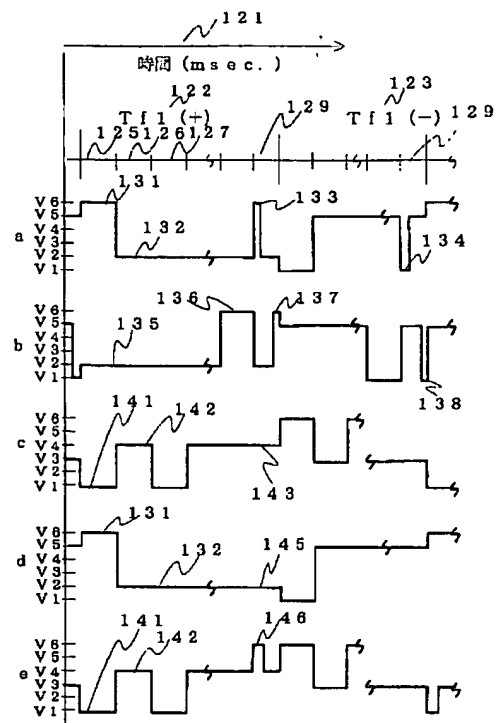 121
時間 (msec.)
122
123
Tf1 (+)
129
Tf1 (-)
129
125 126 127
131
133
V6
V5
V4
V3
V2
V1
a
132
134
136
137
V6
V5
V4
V3
V2
V1
b
135
138
141
142
V6
V5
V4
V3
V2
V1
c
143
131
V6
V5
V4
V3
V2
V1
d
132
145
141
146
V6
V5
V4
V3
V2
V1
e
142